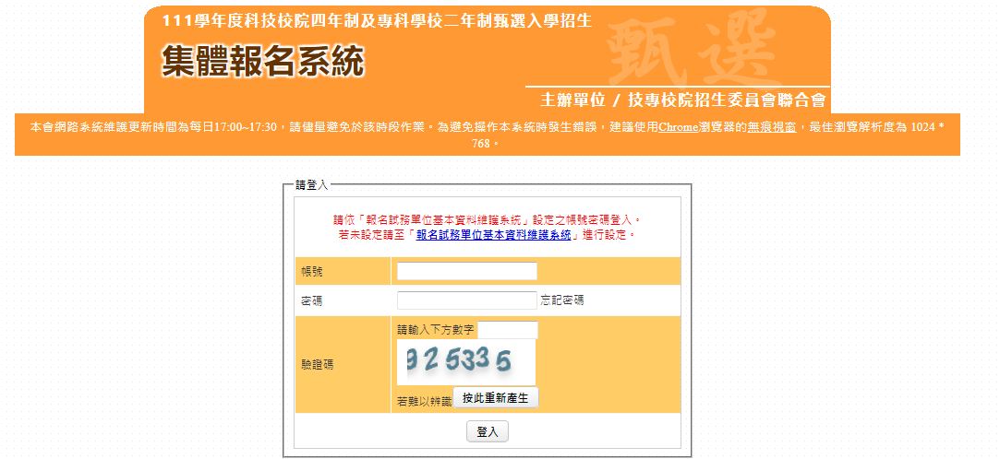 111學年度科技校院四年制及專科學校二年制甄選入學招生
甄選
集體報名系統
主辦單位 / 技專校院招生委員會聯合會
本會網路系統維護更新時間為每日17:00~17:30，請儘量避免於該時段作業。為避免操作本系統時發生錯誤，建議使用Chrome瀏覽器的無痕視窗，最佳瀏覽解析度為 1024 *
768。
請登入
請依「報名試務單位基本資料維護系統」設定之帳號密碼登入。
若未設定請至「報名試務單位基本資料維護系統」進行設定。
帳號
密碼 忘記密碼
請輸入下方數字
驗證碼
925335
若難以辨識 按此重新產生
登入